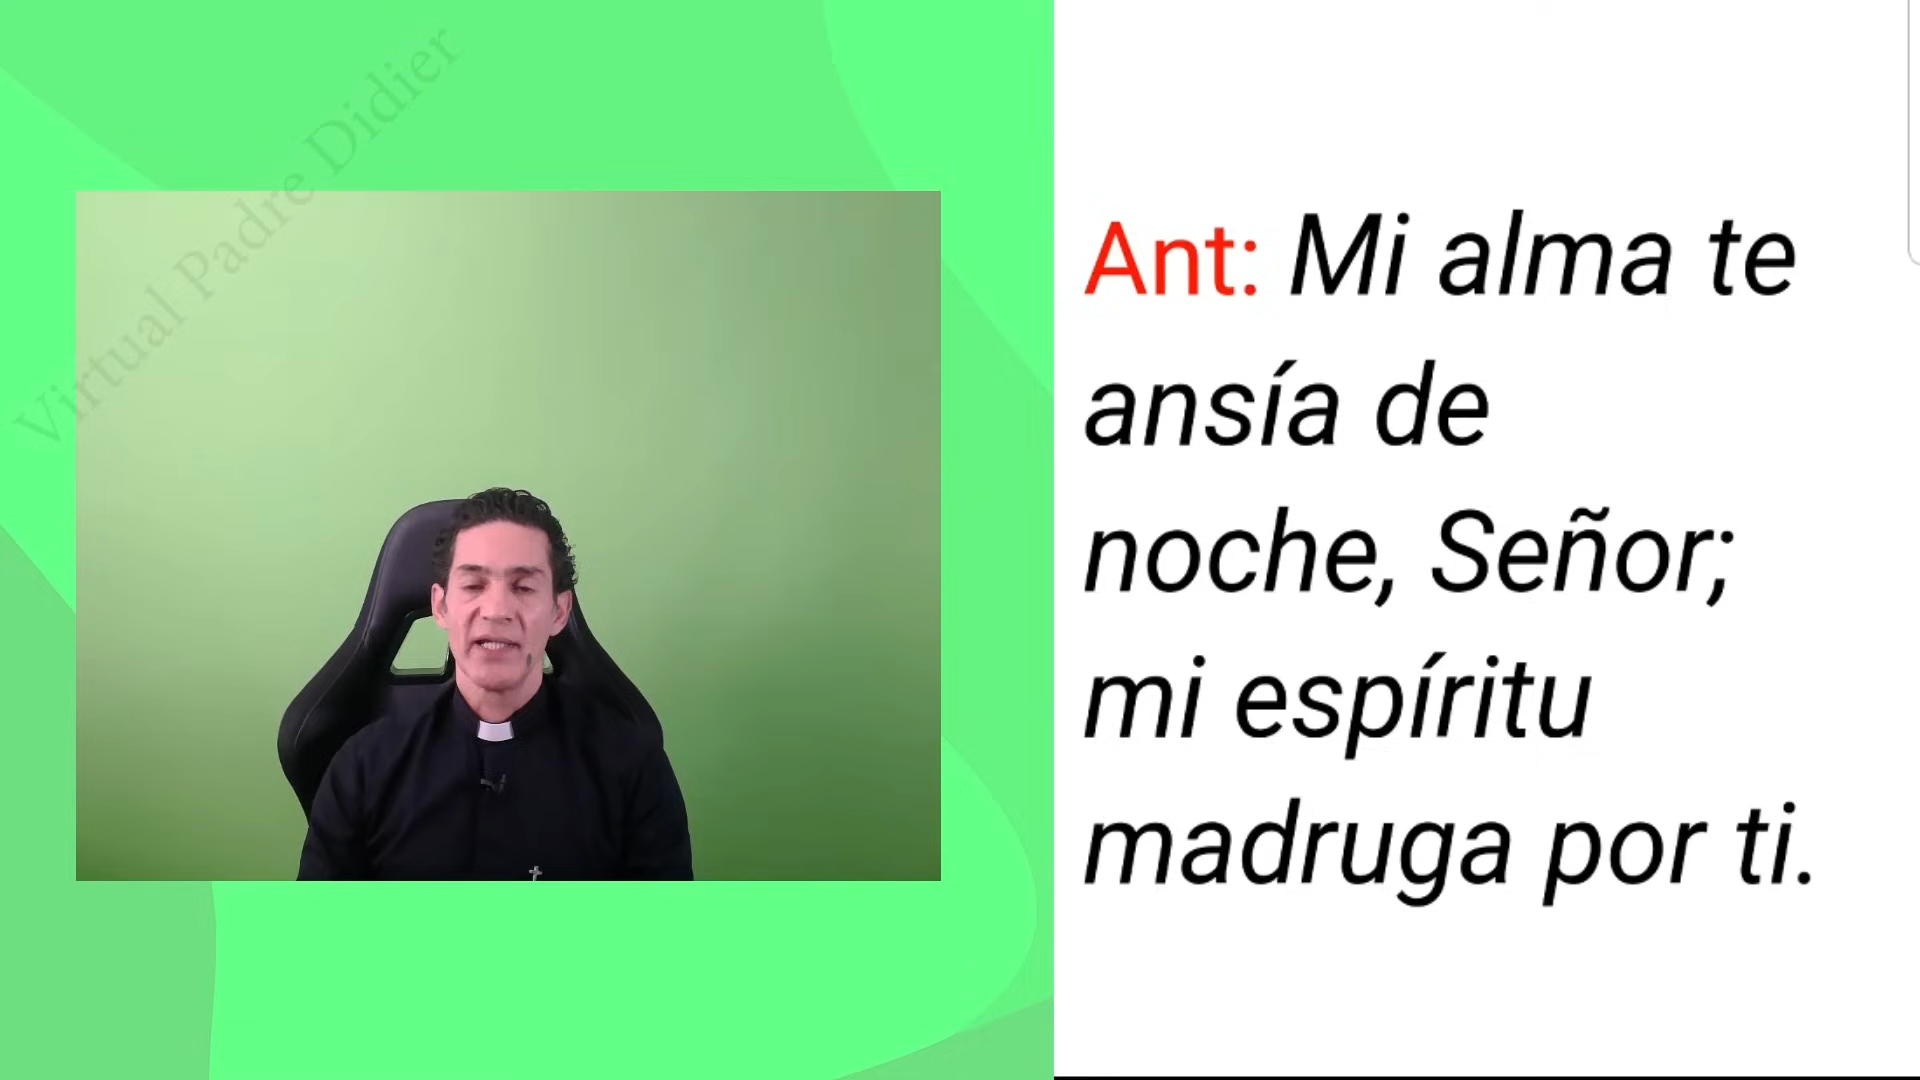 Virtual Padre Didier
Ant: Mi alma te
ansía de
noche, Señor;
mi espíritu
madruga por ti.